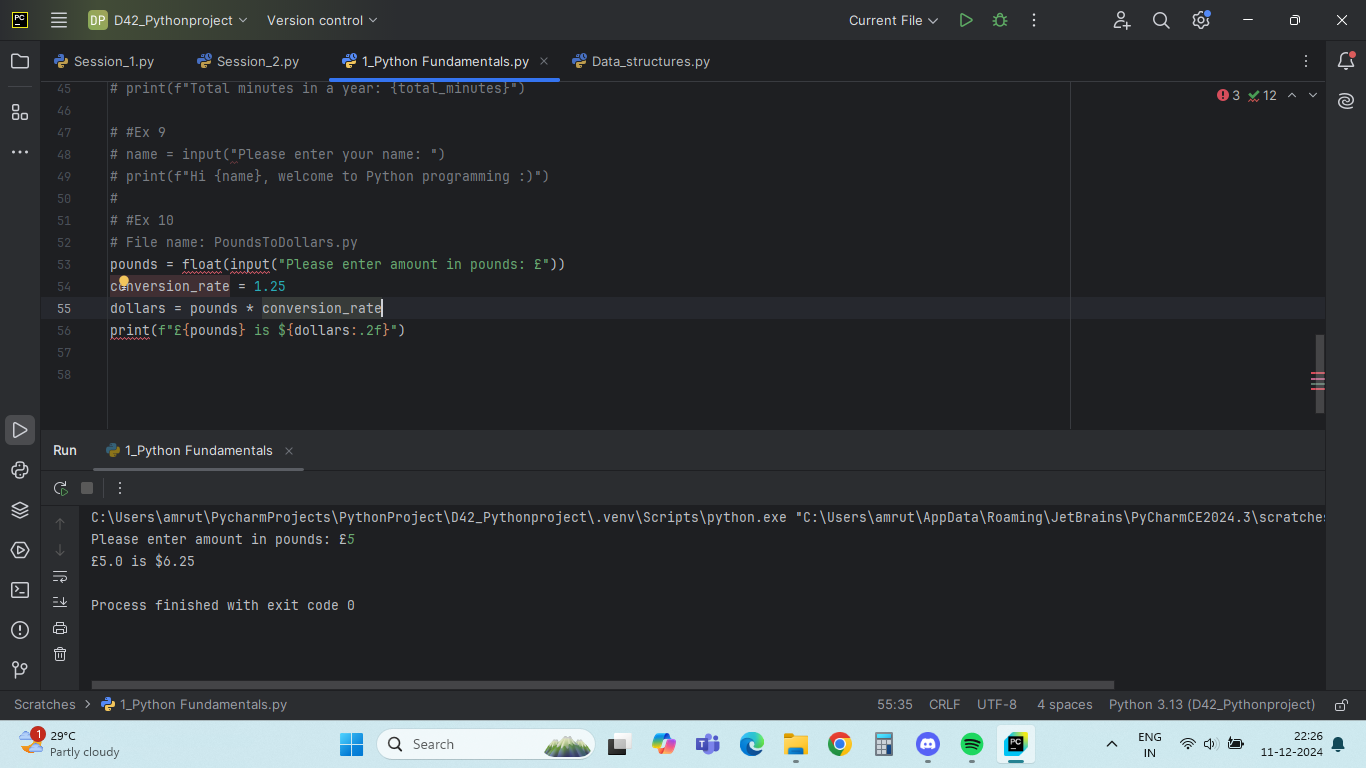 PC
DP D42_Pythonproject Version control Current File
Session_1.py Session_2.py 1_Python Fundamentals.py Data_structures.py
45 # print(f"Total minutes in a year: {total_minutes}")
3 12
46
47 # #Ex 9
48 # name = input("Please enter your name: ")
49 # print(f"Hi {name}, welcome to Python programming :)")
50 #
51 # #Ex 10
52 # File name: PoundsToDollars.py
53 pounds = float(input("Please enter amount in pounds: £"))
54 conversion_rate = 1.25
55 dollars = pounds * conversion_rate
56 print(f"£{pounds} is ${dollars:.2f}")
57
58
Run 1_Python Fundamentals
C:\Users\amrut\PycharmProjects\PythonProject\D42_Pythonproject\.venv\Scripts\python.exe "C:\Users\amrut\AppData\Roaming\JetBrains\PyCharmCE2024.3\scratches
Please enter amount in pounds: £5
£5.0 is $6.25
Process finished with exit code 0
Scratches 1_Python Fundamentals.py 55:35 CRLF UTF-8 4 spaces Python 3.13 (D42_Pythonproject)
1 29°C
Partly cloudy
Search
PC
ENG
IN
22:26
11-12-2024